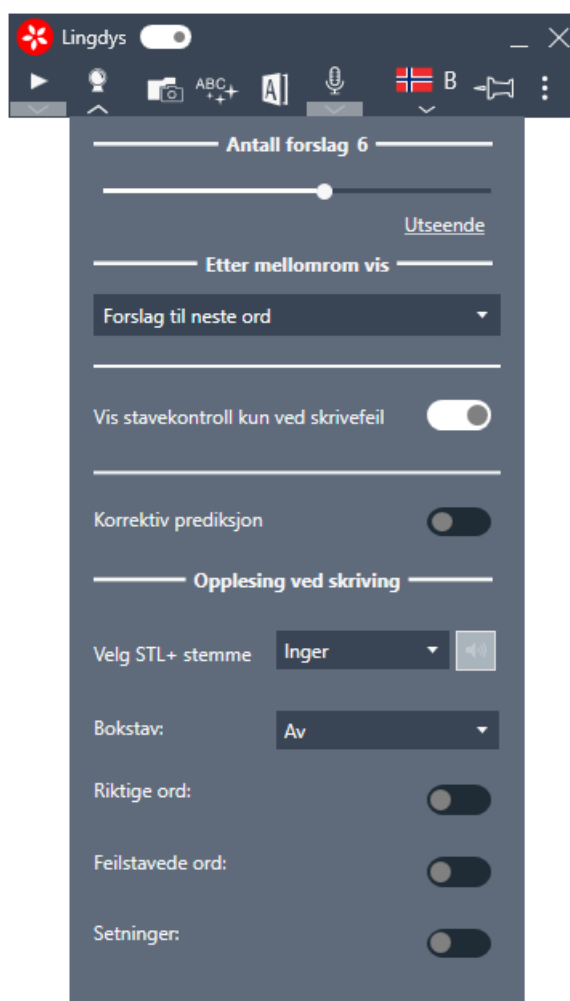 Lingdys
ABC
A
B
Antall forslag 6
Utseende
Etter mellomrom vis
Forslag til neste ord
Vis stavekontroll kun ved skrivefeil
Korrektiv prediksjon
Opplesing ved skriving
Velg STL+ stemme Inger
Bokstav: Av
Riktige ord:
Feilstavede ord:
Setninger: